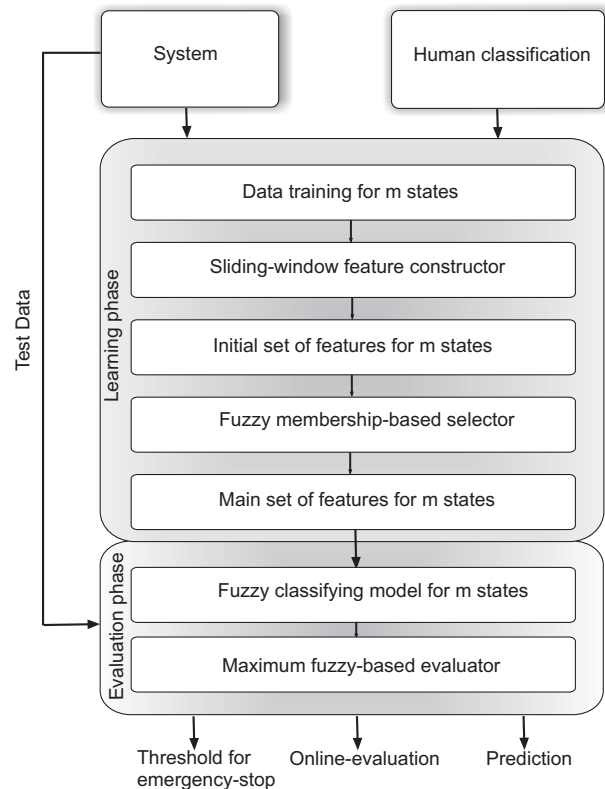 System
Human classification
Test Data
Learning phase
Data training for m states
Sliding-window feature constructor
Initial set of features for m states
Fuzzy membership-based selector
Main set of features for m states
Evaluation phase
Fuzzy classifying model for m states
Maximum fuzzy-based evaluator
Threshold for
emergency-stop
Online-evaluation
Prediction